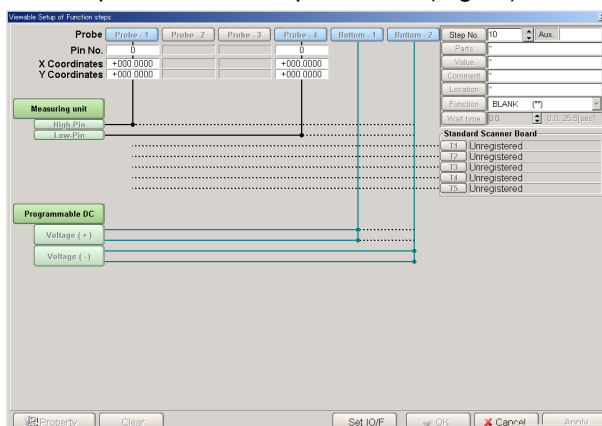 Viewable Setup of Function steps
Probe Probe - 1 Probe - 2 Probe - 3 Probe - 4 Bottom - 1 Bottom - 2 Step No. 10 Aux.
Pin No. 0 0 Parts *
X Coordinates +000.0000 +000.0000 Value *
Y Coordinates +000.0000 +000.0000 Comment *
Location *
Measuring unit Function BLANK (**)
High-Pin Wait time 0.0 0.0..25.5[sec]
Low-Pin Standard Scanner Board
T1 Unregistered
T2 Unregistered
T3 Unregistered
T4 Unregistered
T5 Unregistered
Programmable DC
Voltage ( + )
Voltage ( - )
Property Clear Set IO/F OK Cancel Apply